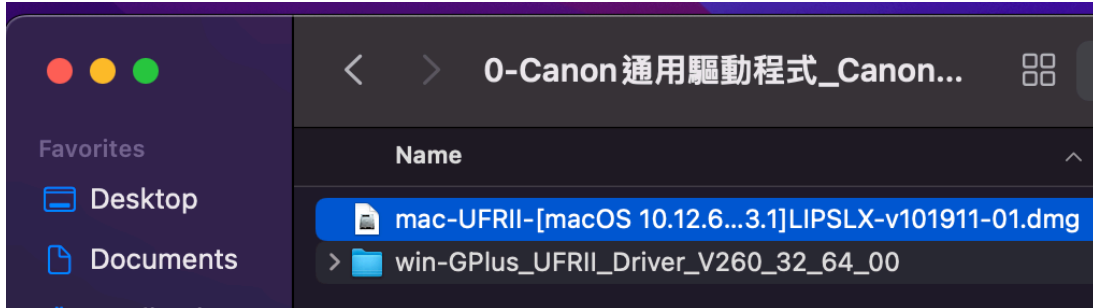 0-Canon通用驅動程式_Canon...
Favorites
Name
Desktop
mac-UFRII-[macOS 10.12.6...3.1]LIPSLX-v101911-01.dmg
Documents
win-GPlus_UFRII_Driver_V260_32_64_00